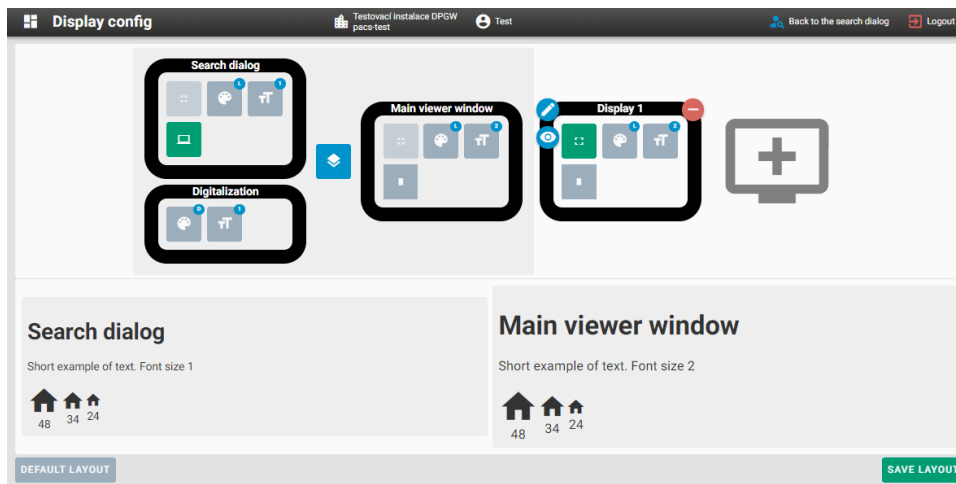 Display config
Testovací instalace DPGW
pacs-test
Test
Back to the search dialog
Logout
Search dialog
L
1
Digitalization
D
1
Main viewer window
L
2
Display 1
L
2
Search dialog
Short example of text. Font size 1
48
34
24
Main viewer window
Short example of text. Font size 2
48
34
24
DEFAULT LAYOUT
SAVE LAYOUT